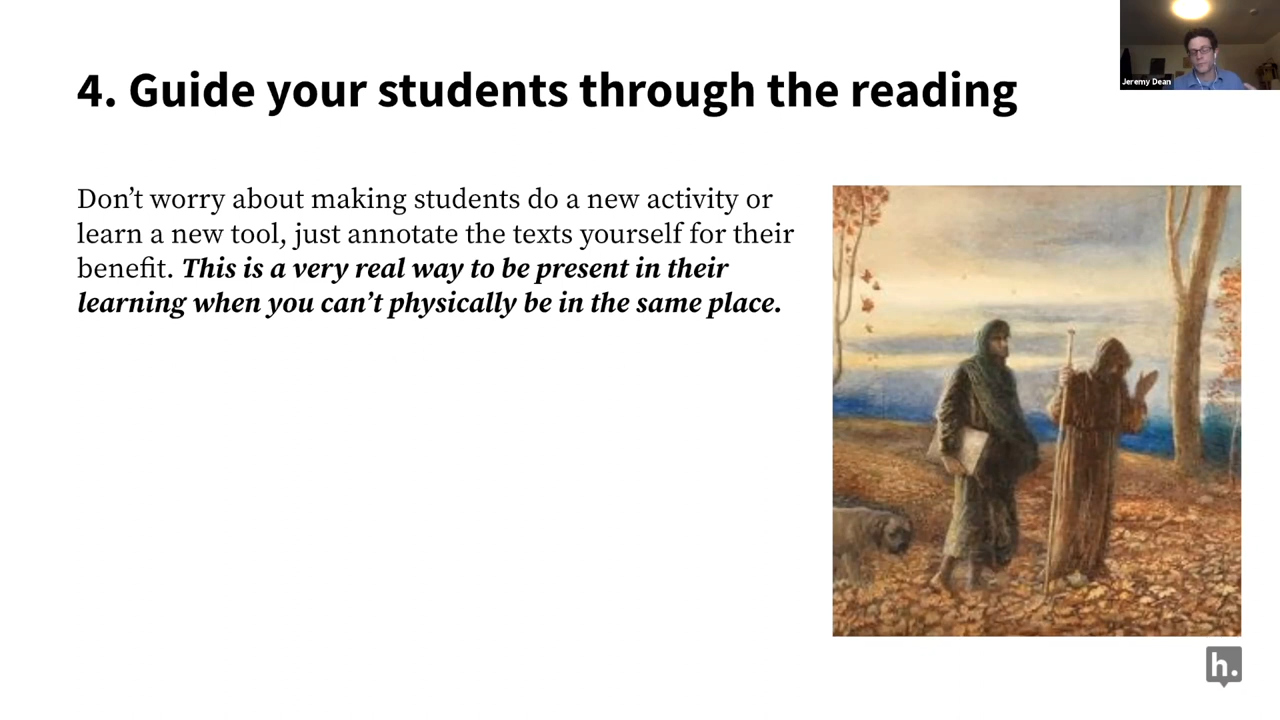 4. Guide your students through the reading
Jeremy Dean
Don’t worry about making students do a new activity or
learn a new tool, just annotate the texts yourself for their
benefit. This is a very real way to be present in their
learning when you can’t physically be in the same place.
h.